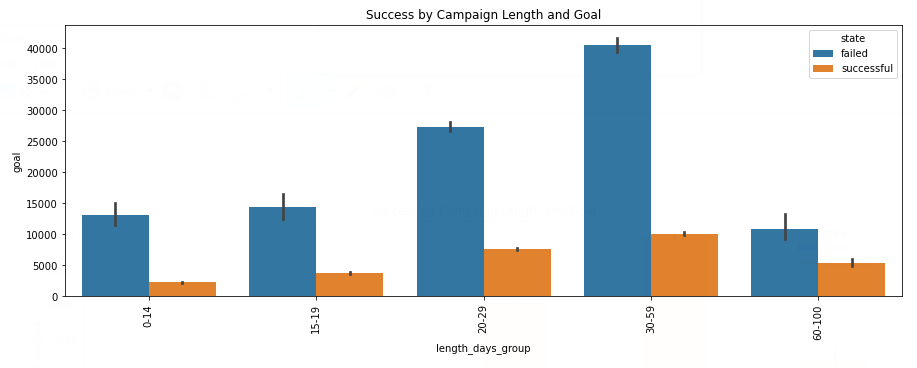 Success by Campaign Length and Goal
state
failed
successful
goal
40000
35000
30000
25000
20000
15000
10000
5000
0
0-14
15-19
20-29
30-59
60-100
length_days_group